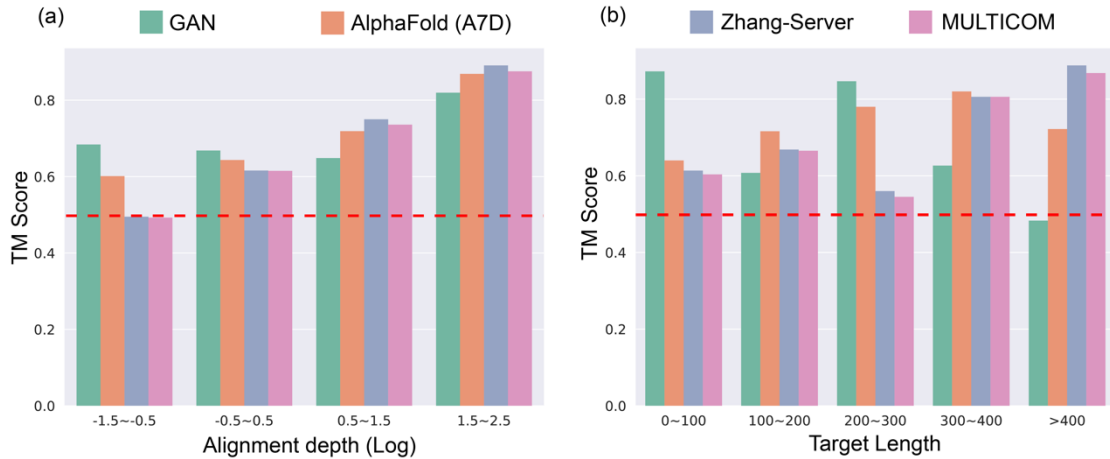 (a)
GAN
AlphaFold (A7D)
(b)
Zhang-Server
MULTICOM
TM Score
0.8
0.6
0.4
0.2
0.0
-1.5~-0.5
-0.5~0.5
0.5~1.5
1.5~2.5
Alignment depth (Log)
TM Score
0.8
0.6
0.4
0.2
0.0
0~100
100~200
200~300
300~400
>400
Target Length